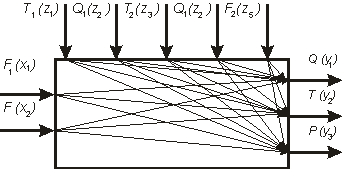 T1(z1) Q1(z2) T2(z3) Q1(z2) F2(z5)
F1(x1)
F(x2)
Q(y1)
T(y2)
P(y3)